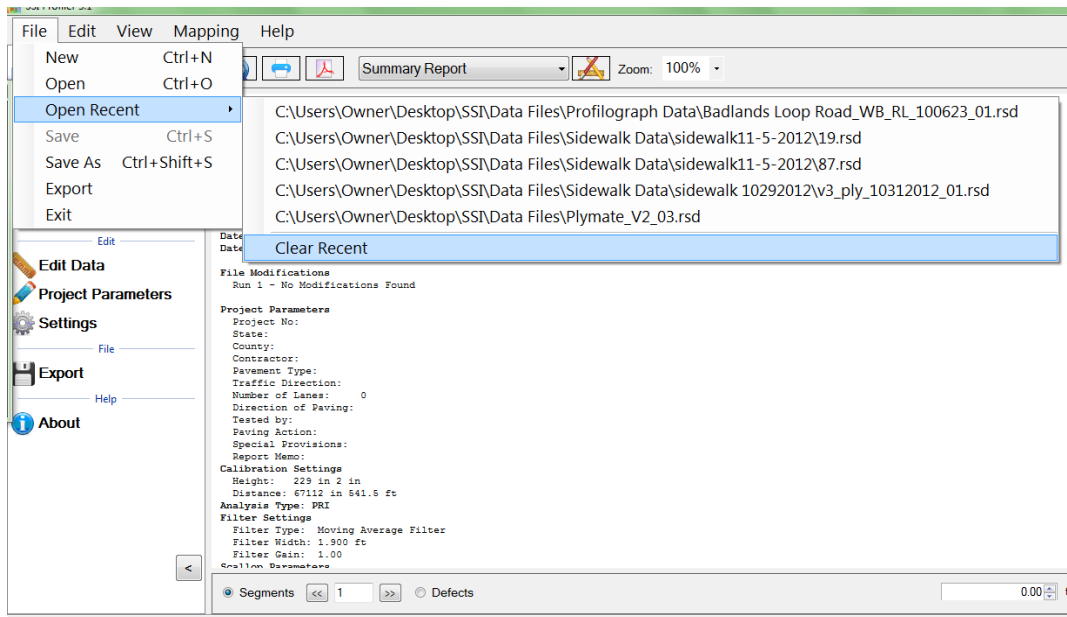 SSI Profiler 3.1
File Edit View Mapping Help
New Ctrl+N
Open Ctrl+O
Open Recent
Save Ctrl+S
Save As Ctrl+Shift+S
Export
Exit
Summary Report Zoom: 100%
C:\Users\Owner\Desktop\SSI\Data Files\Profilograph Data\Badlands Loop Road_WB_RL_100623_01.rsd
C:\Users\Owner\Desktop\SSI\Data Files\Sidewalk Data\sidewalk11-5-2012\19.rsd
C:\Users\Owner\Desktop\SSI\Data Files\Sidewalk Data\sidewalk11-5-2012\87.rsd
C:\Users\Owner\Desktop\SSI\Data Files\Sidewalk Data\sidewalk 10292012\v3_ply_10312012_01.rsd
C:\Users\Owner\Desktop\SSI\Data Files\Plymate_V2_03.rsd
Clear Recent
Edit
Edit Data
Project Parameters
Settings
File
Export
Help
About
<
Date
Date
File Modifications
Run 1 - No Modifications Found
Project Parameters
Project No:
State:
County:
Contractor:
Pavement Type:
Traffic Direction:
Number of Lanes: 0
Direction of Paving:
Tested by:
Paving Action:
Special Provisions:
Report Memo:
Calibration Settings
Height: 229 in 2 in
Distance: 67112 in 541.5 ft
Analysis Type: PRI
Filter Settings
Filter Type: Moving Average Filter
Filter Width: 1.900 ft
Filter Gain: 1.00
Scallop Parameters
Segments << 1 >> Defects 0.00